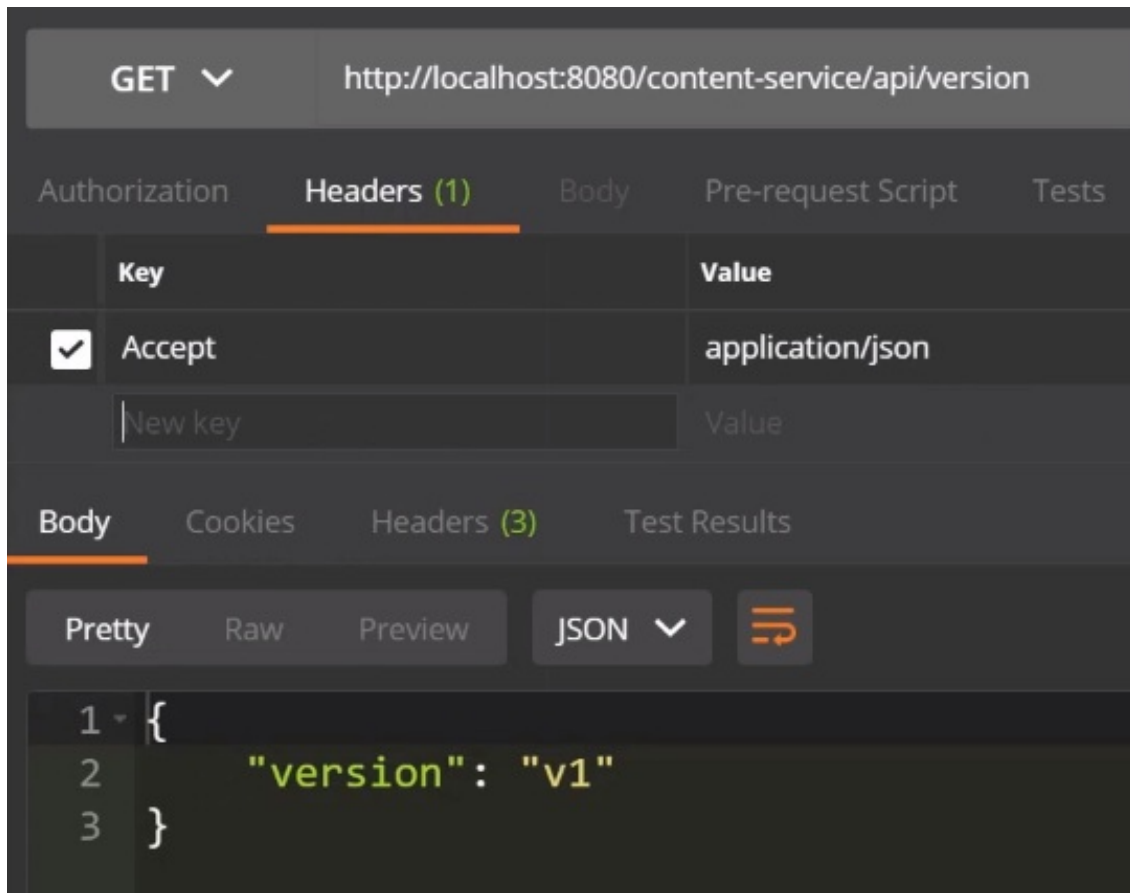 GET http://localhost:8080/content-service/api/version
Authorization Headers (1) Body Pre-request Script Tests
Key Value
Accept application/json
New key Value
Body Cookies Headers (3) Test Results
Pretty Raw Preview JSON
1 {
2 "version": "v1"
3 }